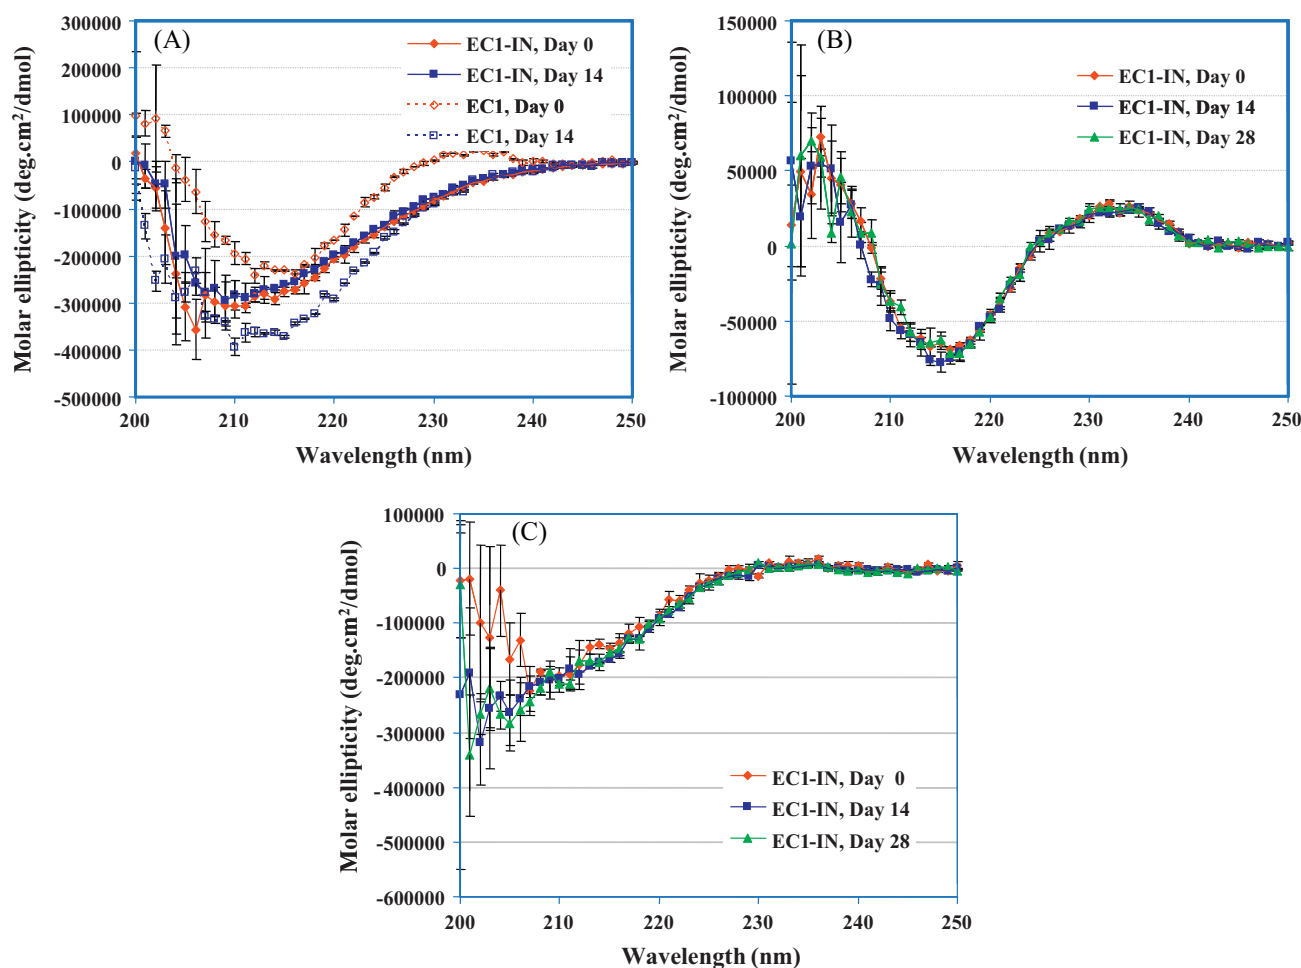 (A)
Molar ellipticity (deg.cm²/dmol)
300000
200000
100000
0
-100000
-200000
-300000
-400000
-500000
EC1-IN, Day 0
EC1-IN, Day 14
EC1, Day 0
EC1, Day 14
200 210 220 230 240 250
Wavelength (nm)
(B)
Molar ellipticity (deg.cm²/dmol)
150000
100000
50000
0
-50000
-100000
EC1-IN, Day 0
EC1-IN, Day 14
EC1-IN, Day 28
200 210 220 230 240 250
Wavelength (nm)
(C)
Molar ellipticity (deg.cm²/dmol)
100000
0
-100000
-200000
-300000
-400000
-500000
-600000
EC1-IN, Day 0
EC1-IN, Day 14
EC1-IN, Day 28
200 210 220 230 240 250
Wavelength (nm)